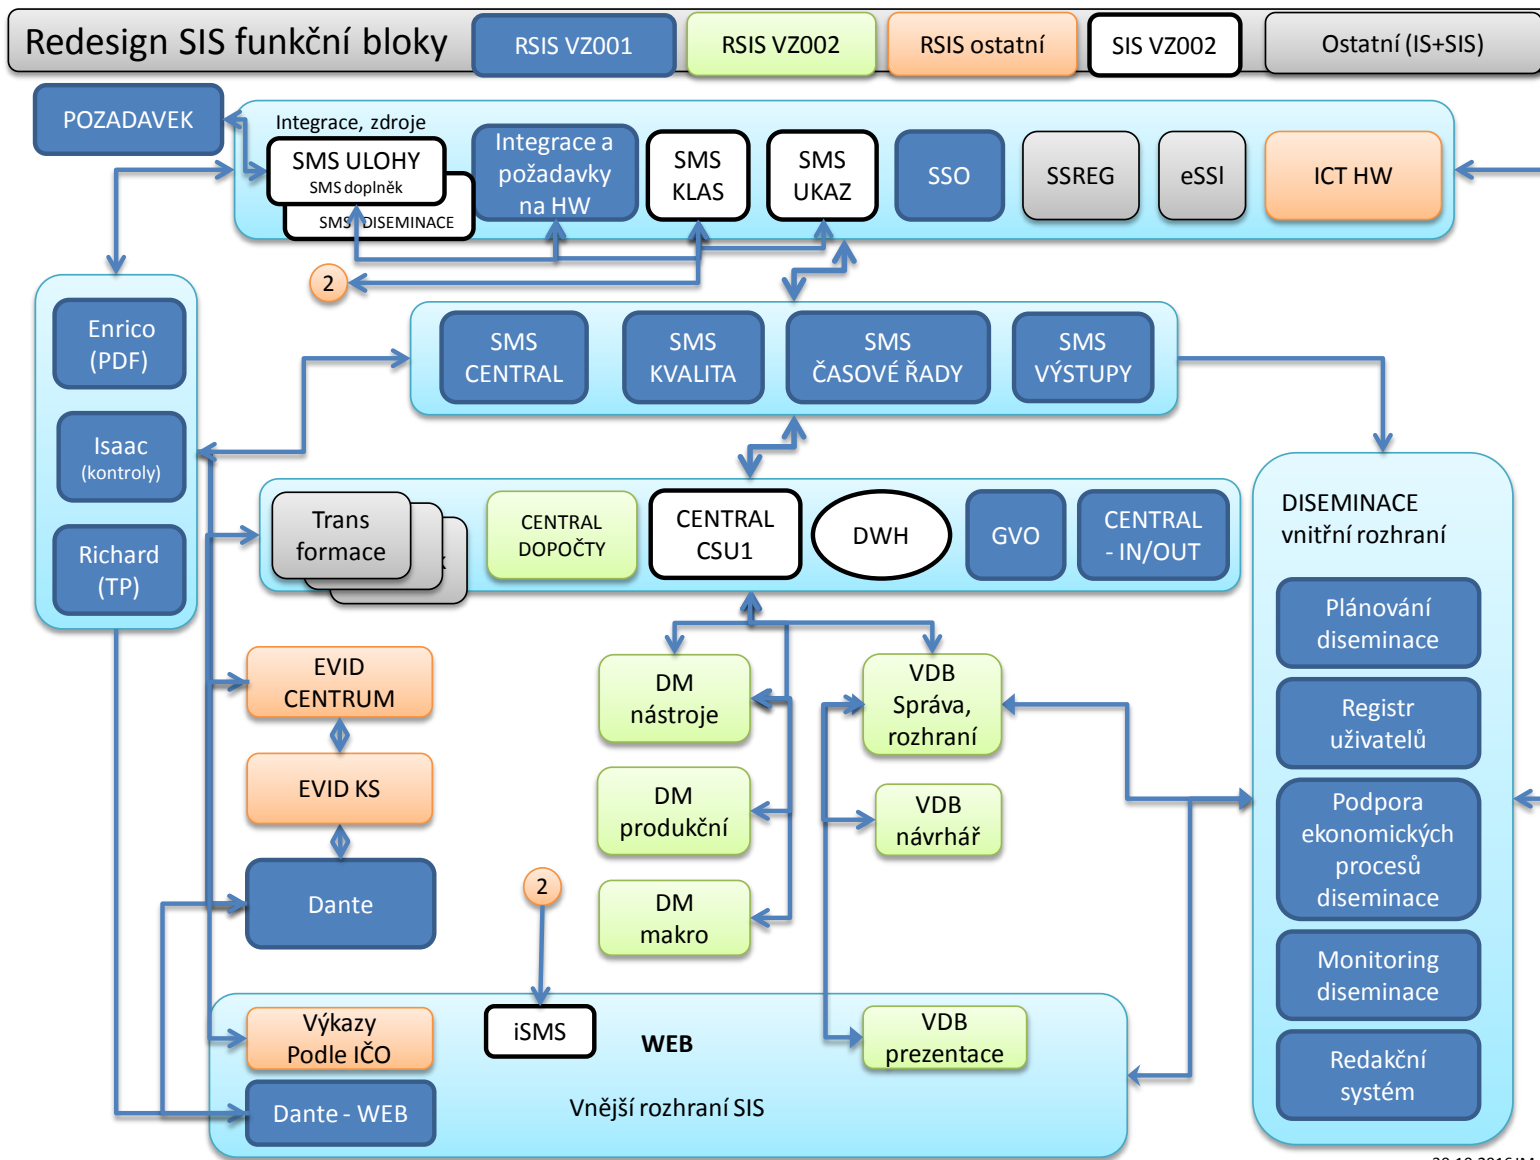 Redesign SIS funkční bloky
RSIS VZ001
RSIS VZ002
RSIS ostatní
SIS VZ002
Ostatní (IS+SIS)
POZADAVEK
Integrace, zdroje
SMS ULOHY
SMS doplněk
SMS DISEMINACE
Integrace a
požadavky
na HW
SMS
KLAS
SMS
UKAZ
SSO
SSREG
eSSl
ICT HW
2
Enrico
(PDF)
Isaac
(kontroly)
Richard
(TP)
SMS
CENTRAL
SMS
KVALITA
SMS
ČASOVÉ ŘADY
SMS
VÝSTUPY
Trans
formace
CENTRAL
DOPOČTY
CENTRAL
CSU1
DWH
GVO
CENTRAL
- IN/OUT
DISEMINACE
vnitřní rozhraní
Plánování
diseminace
Registr
uživatelů
Podpora
ekonomických
procesů
diseminace
Monitoring
diseminace
Redakční
systém
EVID
CENTRUM
EVID KS
Dante
DM
nástroje
DM
produkční
DM
makro
VDB
Správa,
rozhraní
VDB
návrhář
2
Výkazy
Podle IČO
iSMS
WEB
VDB
prezentace
Dante - WEB
Vnější rozhraní SIS